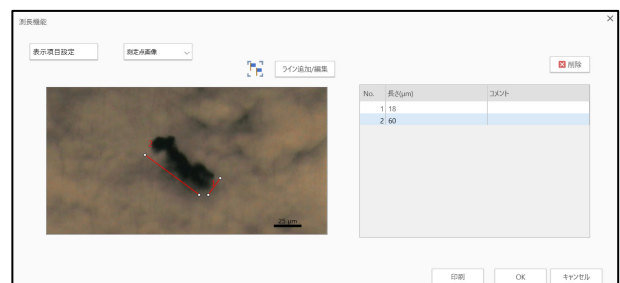 測長機能
表示項目設定
測定点画像
ライン追加/編集
削除
No. 長さ(μm) コメント
1 18
2 60
25 μm
印刷 OK キャンセル